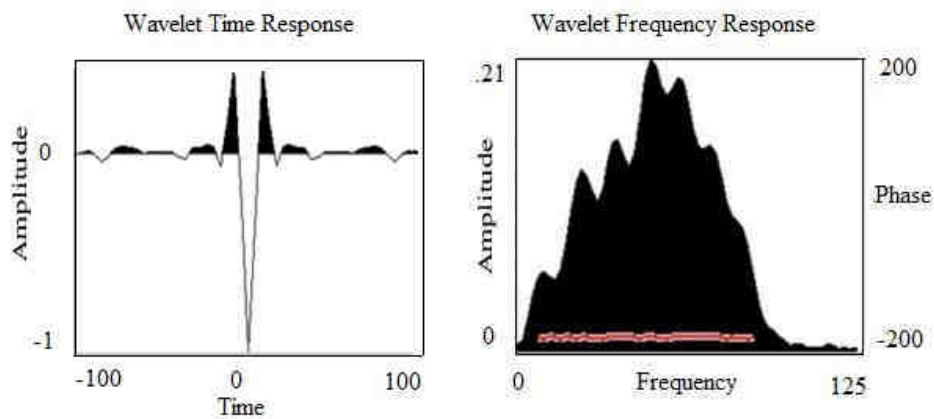 Wavelet Time Response
Amplitude
0
-1
-100
0
100
Time
Wavelet Frequency Response
.21
200
Amplitude
Phase
0
-200
0
Frequency
125